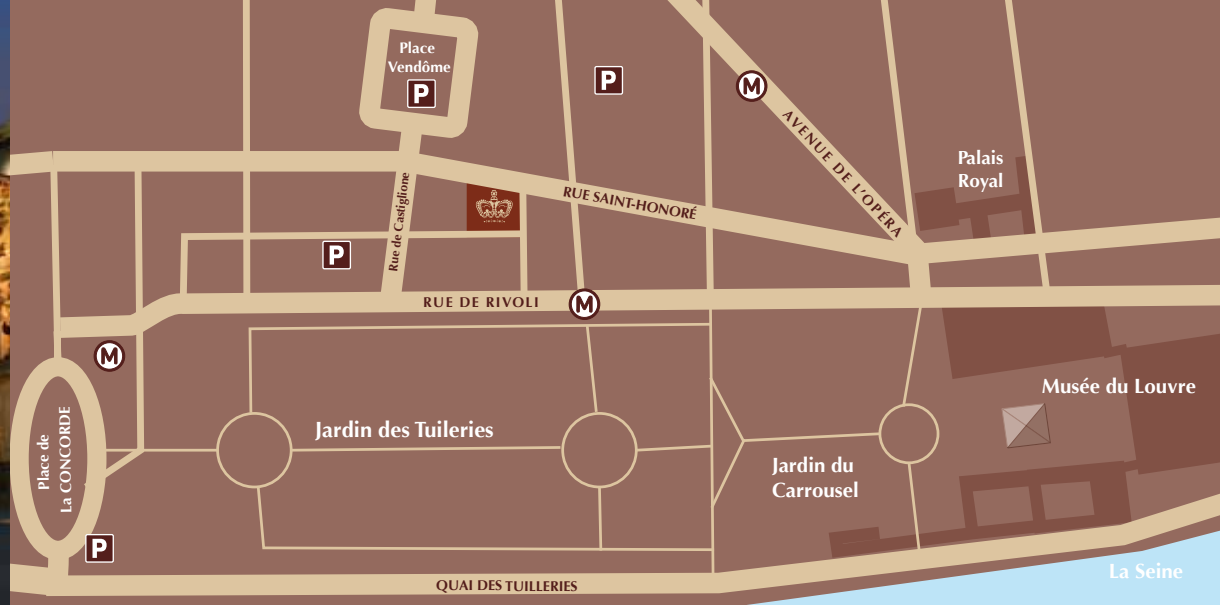 Place
Vendôme
P
P
M
AVENUE DE L'OPÉRA
Palais
Royal
RUE SAINT-HONORÉ
Rue de Castiglione
P
RUE DE RIVOLI
M
M
Musée du Louvre
Place de
La CONCORDE
Jardin des Tuileries
Jardin du
Carrousel
P
QUAI DES TUILLERIES
La Seine